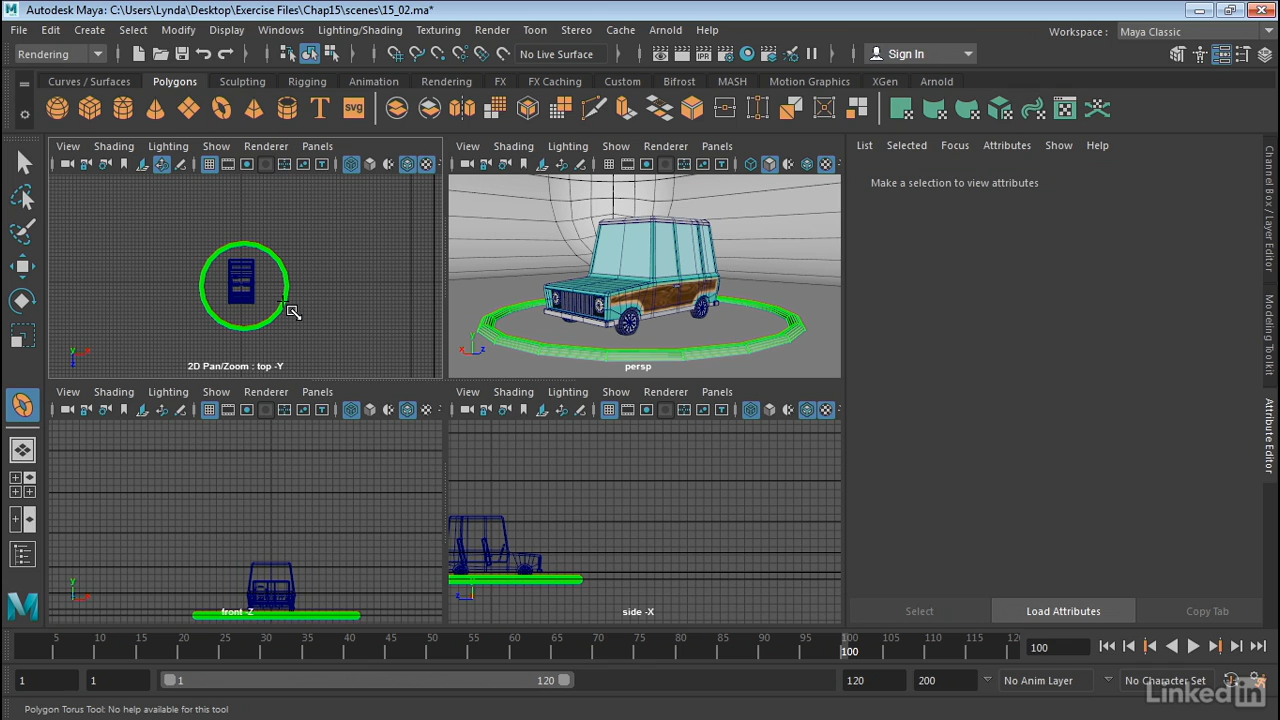 Autodesk Maya: C:\Users\Lynda\Desktop\Exercise Files\Chap15\scenes\15_02.ma*
File Edit Create Select Modify Display Windows Lighting/Shading Texturing Render Toon Stereo Cache Arnold Help Workspace : Maya Classic
Rendering No Live Surface Sign In
Curves / Surfaces Polygons Sculpting Rigging Animation Rendering FX FX Caching Custom Bifrost MASH Motion Graphics XGen Arnold
T SVG
View Shading Lighting Show Renderer Panels View Shading Lighting Show Renderer Panels List Selected Focus Attributes Show Help
Make a selection to view attributes
Channel Box / Layer Editor
Modeling Toolkit
Attribute Editor
y x z 2D Pan/Zoom : top -Y y x z persp
View Shading Lighting Show Renderer Panels View Shading Lighting Show Renderer Panels
y x front -Z z side -X
Select Load Attributes Copy Tab
5 10 15 20 25 30 35 40 45 50 55 60 65 70 75 80 85 90 95 100 105 110 115 12
100 100
1 1 1 120 120 200 No Anim Layer No Character Set
LinkedIn
Polygon Torus Tool: No help available for this tool